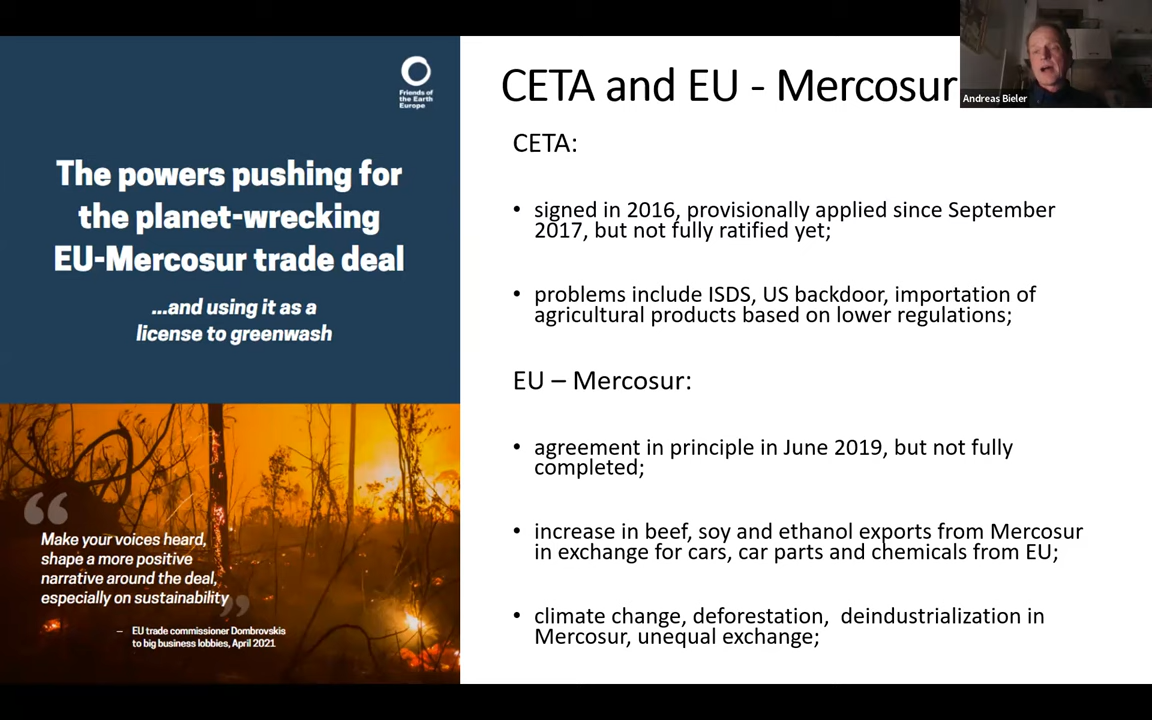 Friends of
the Earth
Europe
The powers pushing for
the planet-wrecking
EU-Mercosur trade deal
...and using it as a
license to greenwash
“
Make your voices heard,
shape a more positive
narrative around the deal,
especially on sustainability
”
– EU trade commissioner Dombrovskis
to big business lobbies, April 2021
CETA and EU - Mercosur
CETA:
• signed in 2016, provisionally applied since September
2017, but not fully ratified yet;
• problems include ISDS, US backdoor, importation of
agricultural products based on lower regulations;
EU – Mercosur:
• agreement in principle in June 2019, but not fully
completed;
• increase in beef, soy and ethanol exports from Mercosur
in exchange for cars, car parts and chemicals from EU;
• climate change, deforestation,  deindustrialization in
Mercosur, unequal exchange;
Andreas Bieler